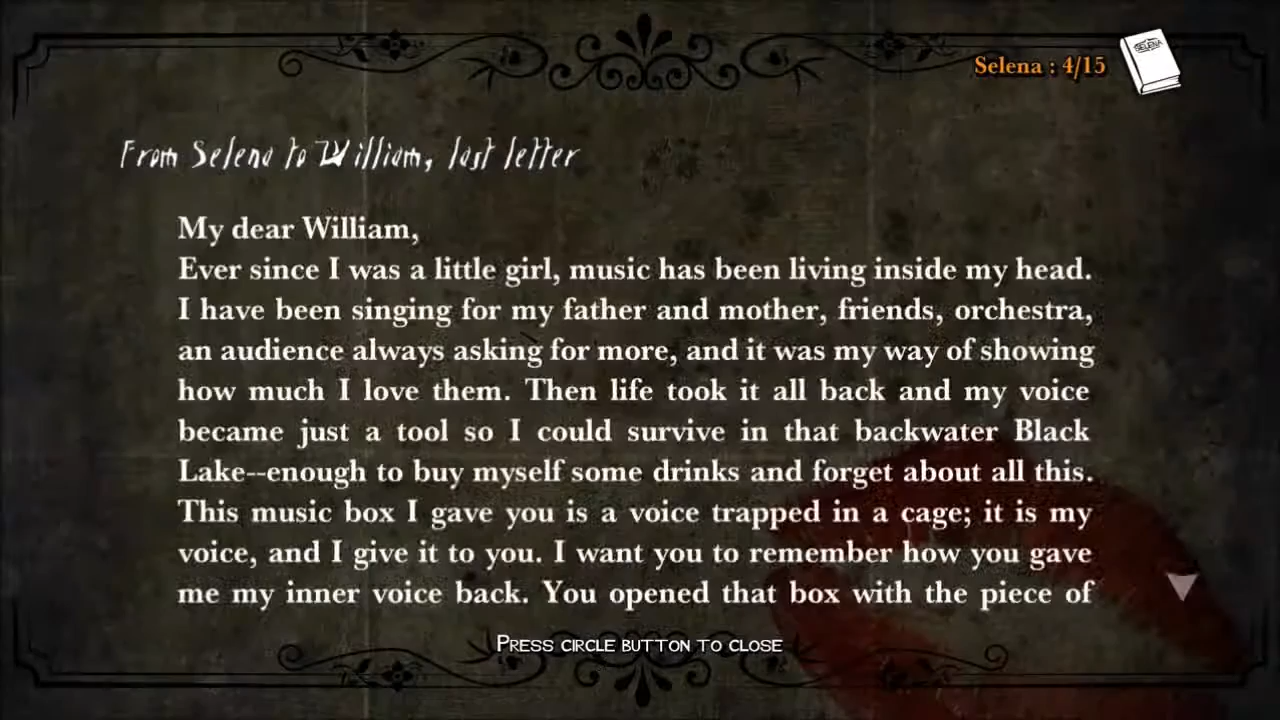 Selena : 4/15
SELENA
From Selena to William, last letter
My dear William,
Ever since I was a little girl, music has been living inside my head.
I have been singing for my father and mother, friends, orchestra,
an audience always asking for more, and it was my way of showing
how much I love them. Then life took it all back and my voice
became just a tool so I could survive in that backwater Black
Lake--enough to buy myself some drinks and forget about all this.
This music box I gave you is a voice trapped in a cage; it is my
voice, and I give it to you. I want you to remember how you gave
me my inner voice back. You opened that box with the piece of
PRESS CIRCLE BUTTON TO CLOSE